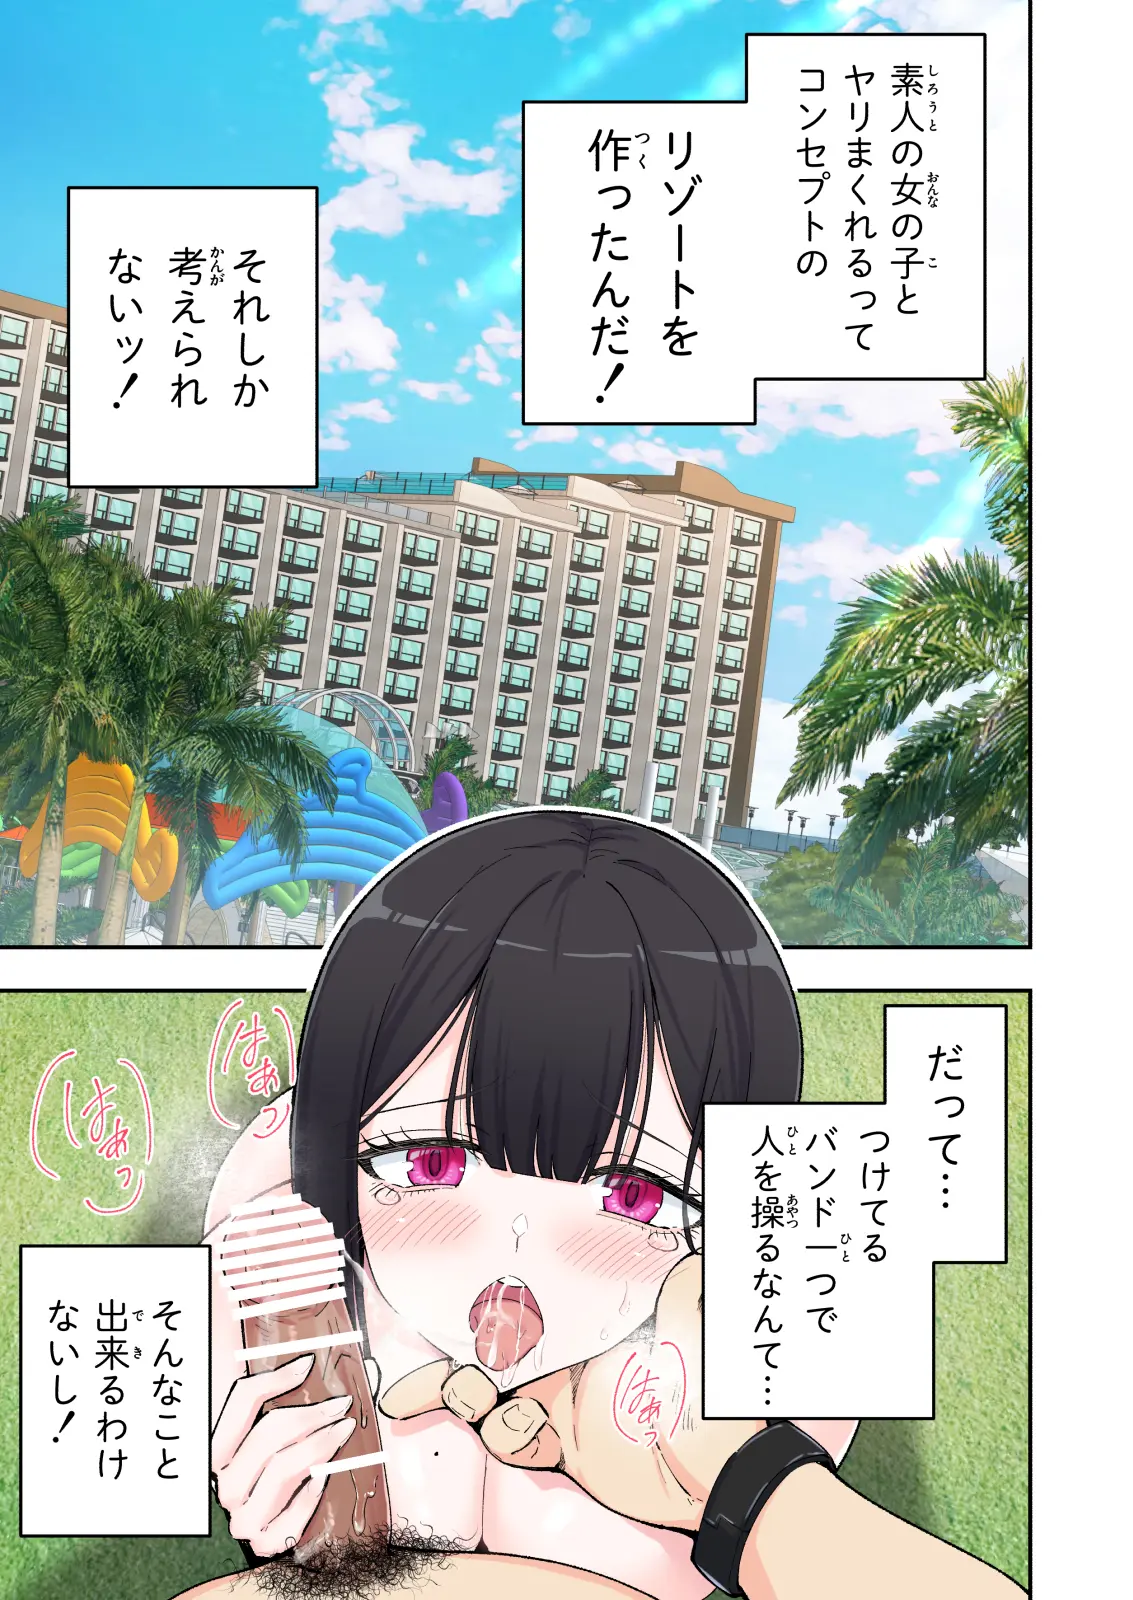 素人の女の子と
ヤリまくれるって
コンセプトの
リゾートを
作ったんだ!
それしか
考えられ
ないッ!
だって…
つけてる
バンド一つで
人を操るなんて…
はぁっ
はぁっ
はぁっ
そんなこと
出来るわけ
ないし!